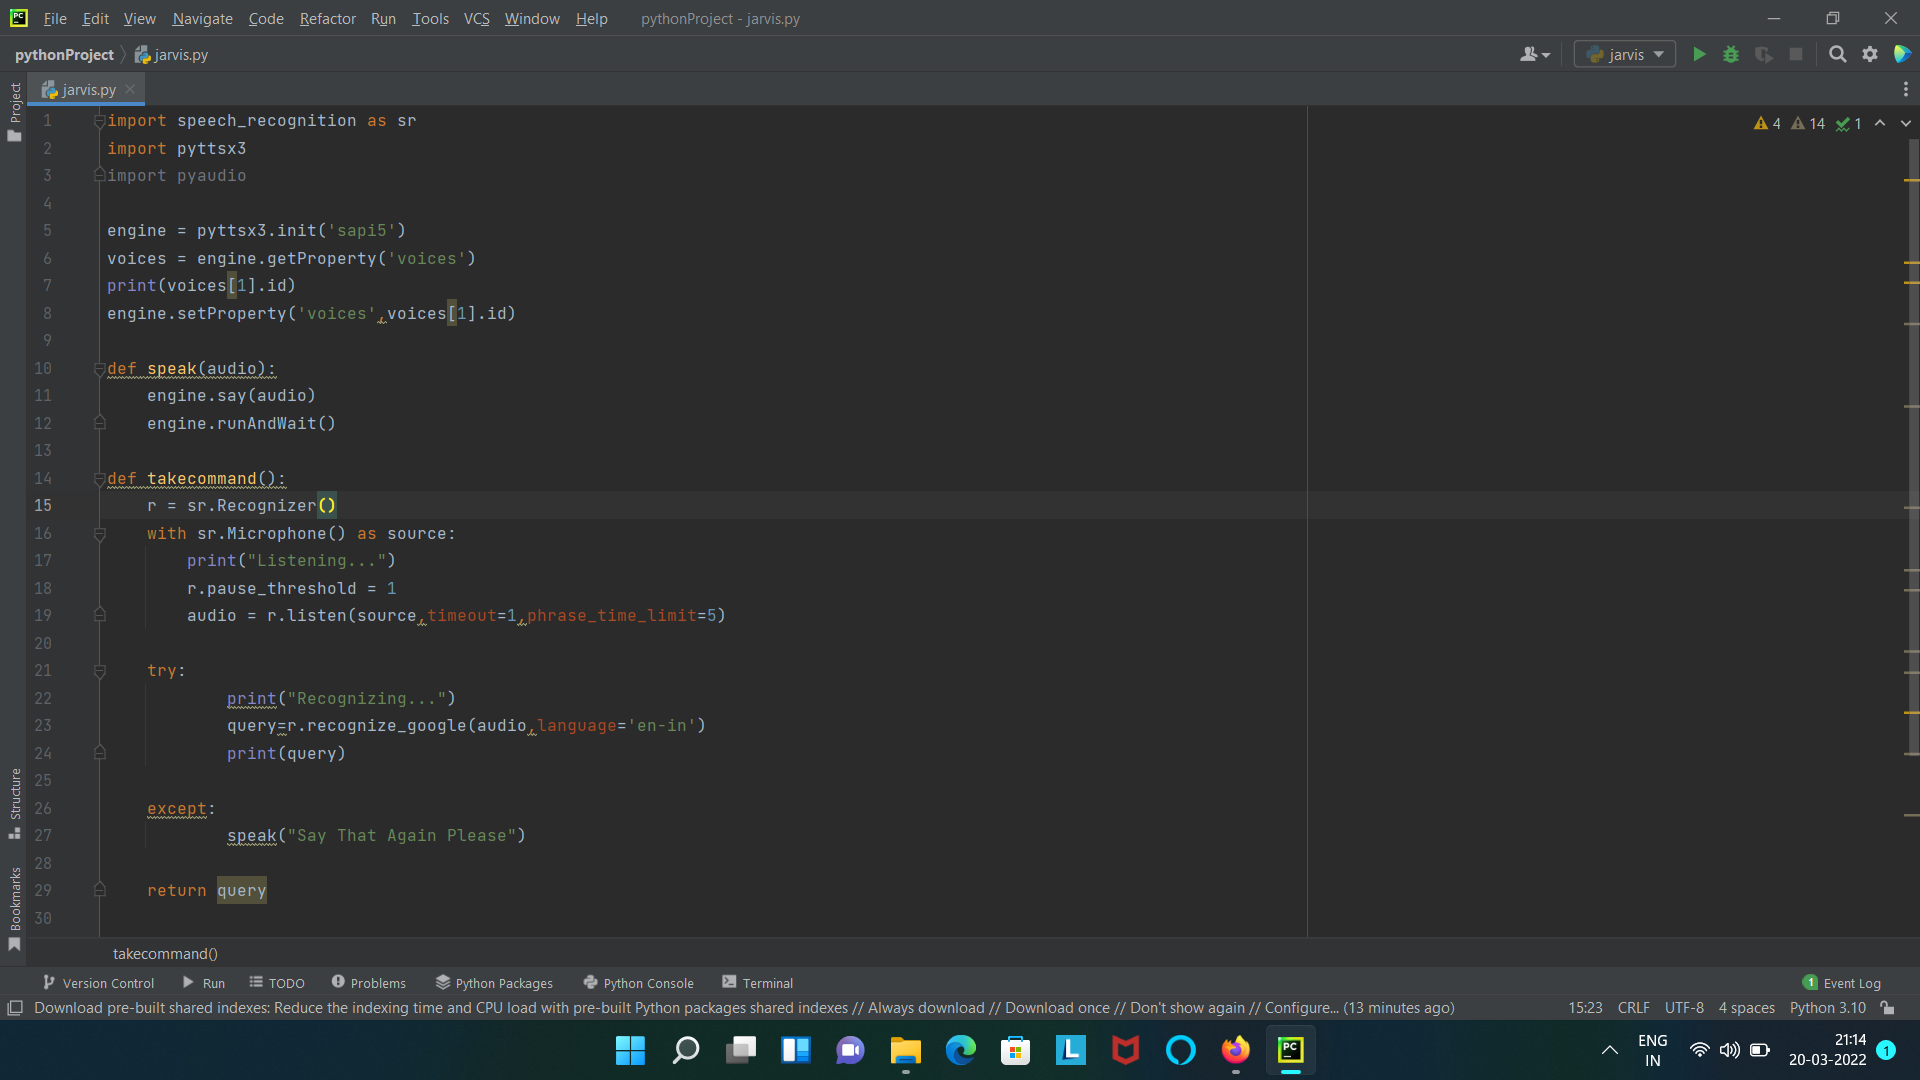 File Edit View Navigate Code Refactor Run Tools VCS Window Help pythonProject - jarvis.py
pythonProject jarvis.py jarvis
jarvis.py
Project
4 14 1
1 import speech_recognition as sr
2 import pyttsx3
3 import pyaudio
4
5 engine = pyttsx3.init('sapi5')
6 voices = engine.getProperty('voices')
7 print(voices[1].id)
8 engine.setProperty('voices',voices[1].id)
9
10 def speak(audio):
11 engine.say(audio)
12 engine.runAndWait()
13
14 def takecommand():
15 r = sr.Recognizer()
16 with sr.Microphone() as source:
17 print("Listening...")
18 r.pause_threshold = 1
19 audio = r.listen(source,timeout=1,phrase_time_limit=5)
20
21 try:
22 print("Recognizing...")
23 query=r.recognize_google(audio,language='en-in')
24 print(query)
25
26 except:
27 speak("Say That Again Please")
28
29 return query
30
Structure
Bookmarks
takecommand()
Version Control Run TODO Problems Python Packages Python Console Terminal 1 Event Log
Download pre-built shared indexes: Reduce the indexing time and CPU load with pre-built Python packages shared indexes // Always download // Download once // Don't show again // Configure... (13 minutes ago) 15:23 CRLF UTF-8 4 spaces Python 3.10
ENG 21:14
IN 20-03-2022 1